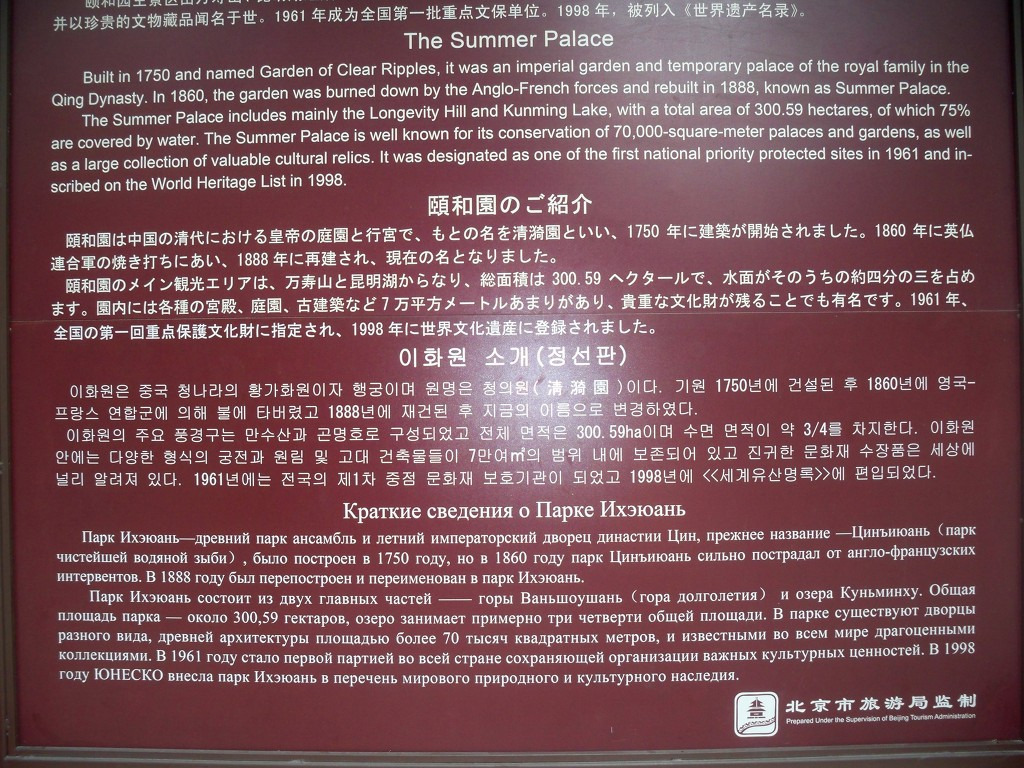 并以珍贵的文物藏品闻名于世。1961 年成为全国第一批重点文保单位。1998 年，被列入《世界遗产名录》。
The Summer Palace
Built in 1750 and named Garden of Clear Ripples, it was an imperial garden and temporary palace of the royal family in the
Qing Dynasty. In 1860, the garden was burned down by the Anglo-French forces and rebuilt in 1888, known as Summer Palace.
The Summer Palace includes mainly the Longevity Hill and Kunming Lake, with a total area of 300.59 hectares, of which 75%
are covered by water. The Summer Palace is well known for its conservation of 70,000-square-meter palaces and gardens, as well
as a large collection of valuable cultural relics. It was designated as one of the first national priority protected sites in 1961 and in-
scribed on the World Heritage List in 1998.
頤和園のご紹介
頤和園は中国の清代における皇帝の庭園と行宮で、もとの名を清漪園といい、1750 年に建築が開始されました。1860 年に英仏
連合軍の焼き打ちにあい、1888 年に再建され、現在の名となりました。
頤和園のメイン観光エリアは、万寿山と昆明湖からなり、総面積は 300.59 ヘクタールで、水面がそのうちの約四分の三を占め
ます。園内には各種の宮殿、庭園、古建築など 7 万平方メートルあまりがあり、貴重な文化財が残ることでも有名です。1961 年、
全国の第一回重点保護文化財に指定され、1998 年に世界文化遺産に登録されました。
이화원 소개(정선판)
이화원은 중국 청나라의 황가화원이자 행궁이며 원명은 청의원(清漪園)이다. 기원 1750년에 건설된 후 1860년에 영국-
프랑스 연합군에 의해 불에 타버렸고 1888년에 재건된 후 지금의 이름으로 변경하였다.
이화원의 주요 풍경구는 만수산과 곤명호로 구성되었고 전체 면적은 300.59ha이며 수면 면적이 약 3/4를 차지한다. 이화원
안에는 다양한 형식의 궁전과 원림 및 고대 건축물들이 7만여㎡의 범위 내에 보존되어 있고 진귀한 문화재 수장품은 세상에
널리 알려져 있다. 1961년에는 전국의 제1차 중점 문화재 보호기관이 되었고 1998년에 <<세계유산명록>>에 편입되었다.
Краткие сведения о Парке Ихэюань
Парк Ихэюань—древний парк ансамбль и летний императорский дворец династии Цин, прежнее название —Цинъиюань（парк
чистейшей водяной зыби）, было построен в 1750 году, но в 1860 году парк Цинъиюань сильно пострадал от англо-французских
интервентов. В 1888 году был перепостроен и переименован в парк Ихэюань.
Парк Ихэюань состоит из двух главных частей —— горы Ваньшоушань（гора долголетия） и озера Куньминху. Общая
площадь парка — около 300,59 гектаров, озеро занимает примерно три четверти общей площади. В парке существуют дворцы
разного вида, древней архитектуры площадью более 70 тысяч квадратных метров, и известными во всем мире драгоценными
коллекциями. В 1961 году стало первой партией во всей стране сохраняющей организации важных культурных ценностей. В 1998
году ЮНЕСКО внесла парк Ихэюань в перечень мирового природного и культурного наследия.
北京市旅游局监制
Prepared Under the Supervision of Beijing Tourism Administration